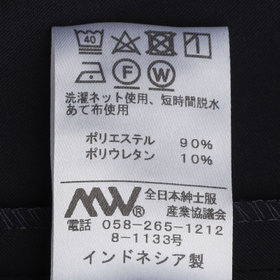 40
F W
洗濯ネット使用、短時間脱水
あて布使用
ポリエステル 90%
ポリウレタン 10%
MW® 全日本紳士服
産業協議会
電話 058-265-1212
8-1133号
インドネシア製